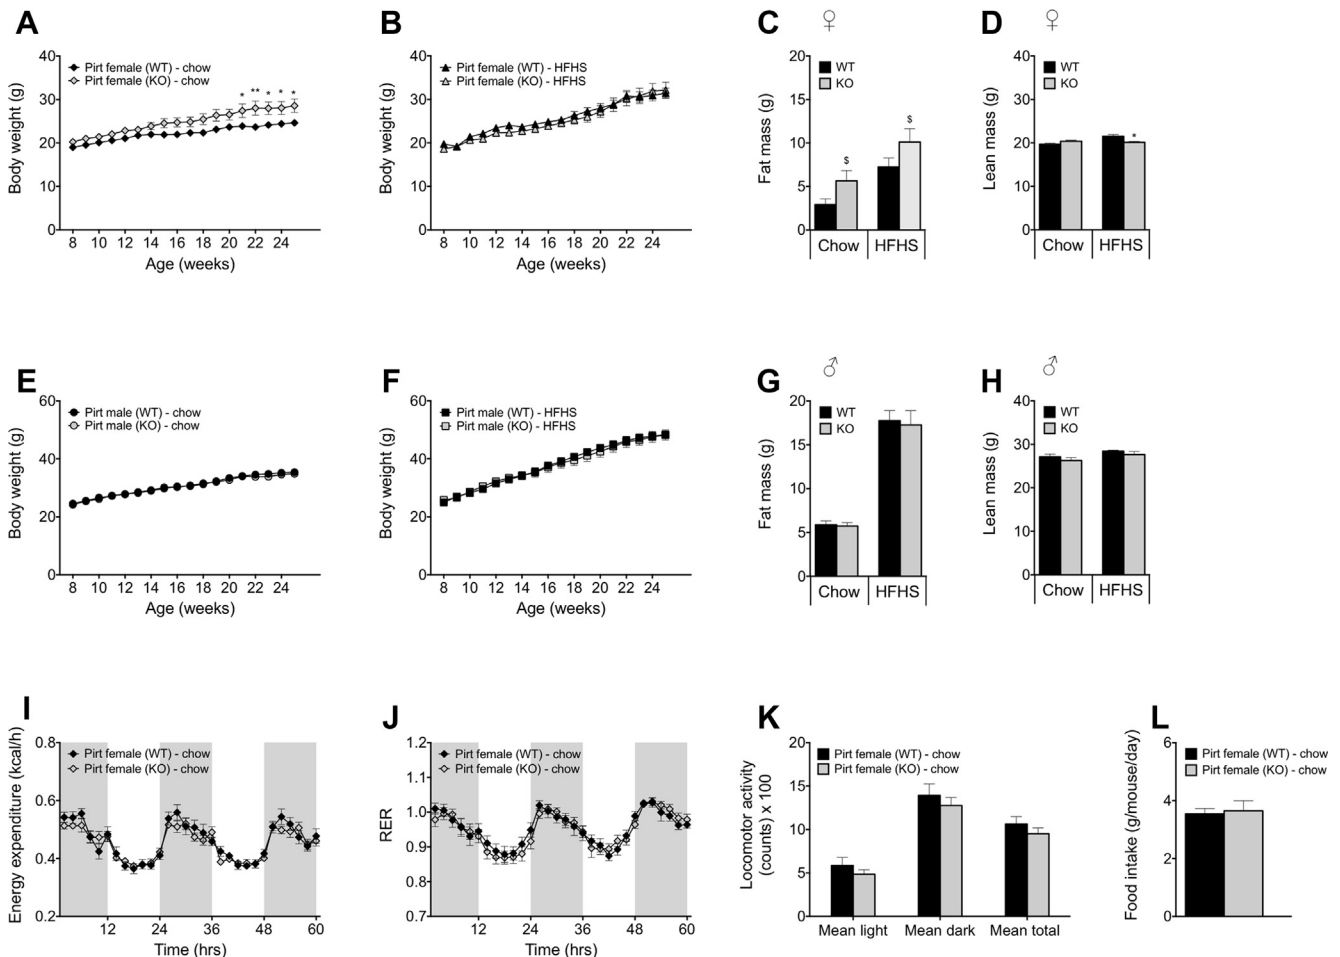 A
Body weight (g)
40
30
20
10
0
Pirt female (WT) - chow
Pirt female (KO) - chow
* ** * * *
8 10 12 14 16 18 20 22 24
Age (weeks)
B
Body weight (g)
40
30
20
10
0
Pirt female (WT) - HFHS
Pirt female (KO) - HFHS
8 10 12 14 16 18 20 22 24
Age (weeks)
C ♀
Fat mass (g)
20
15
10
5
0
WT
KO
$ $
Chow HFHS
D ♀
Lean mass (g)
40
30
20
10
0
WT
KO
*
Chow HFHS
E
Body weight (g)
60
40
20
0
Pirt male (WT) - chow
Pirt male (KO) - chow
8 10 12 14 16 18 20 22 24
Age (weeks)
F
Body weight (g)
60
40
20
0
Pirt male (WT) - HFHS
Pirt male (KO) - HFHS
8 10 12 14 16 18 20 22 24
Age (weeks)
G ♂
Fat mass (g)
20
15
10
5
0
WT
KO
Chow HFHS
H ♂
Lean mass (g)
40
30
20
10
0
WT
KO
Chow HFHS
I
Energy expenditure (kcal/h)
0.8
0.6
0.4
0.2
Pirt female (WT) - chow
Pirt female (KO) - chow
12 24 36 48 60
Time (hrs)
J
RER
1.2
1.1
1.0
0.9
0.8
0.7
Pirt female (WT) - chow
Pirt female (KO) - chow
12 24 36 48 60
Time (hrs)
K
Locomotor activity
(counts) x 100
20
15
10
5
0
Pirt female (WT) - chow
Pirt female (KO) - chow
Mean light Mean dark Mean total
L
Food intake (g/mouse/day)
6
4
2
0
Pirt female (WT) - chow
Pirt female (KO) - chow